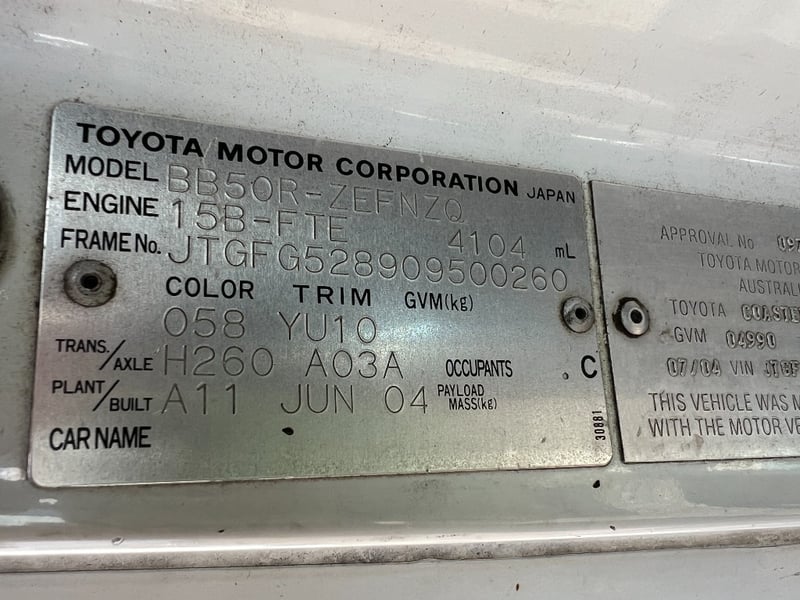 TOYOTA MOTOR CORPORATION JAPAN
MODEL BB50R-ZEFNZQ
ENGINE 15B-FTE 4104 mL
FRAME No. JTGFG528909500260
COLOR TRIM GVM(kg)
058 YU10
TRANS./AXLE H260 A03A OCCUPANTS C
PLANT/BUILT A11 JUN 04 PAYLOAD MASS(kg)
CAR NAME
30881
APPROVAL No
TOYOTA MOTOR
AUSTRAL
TOYOTA COASTE
GVM 04990
07/04 VIN JTGF
THIS VEHICLE WAS M
WITH THE MOTOR VE